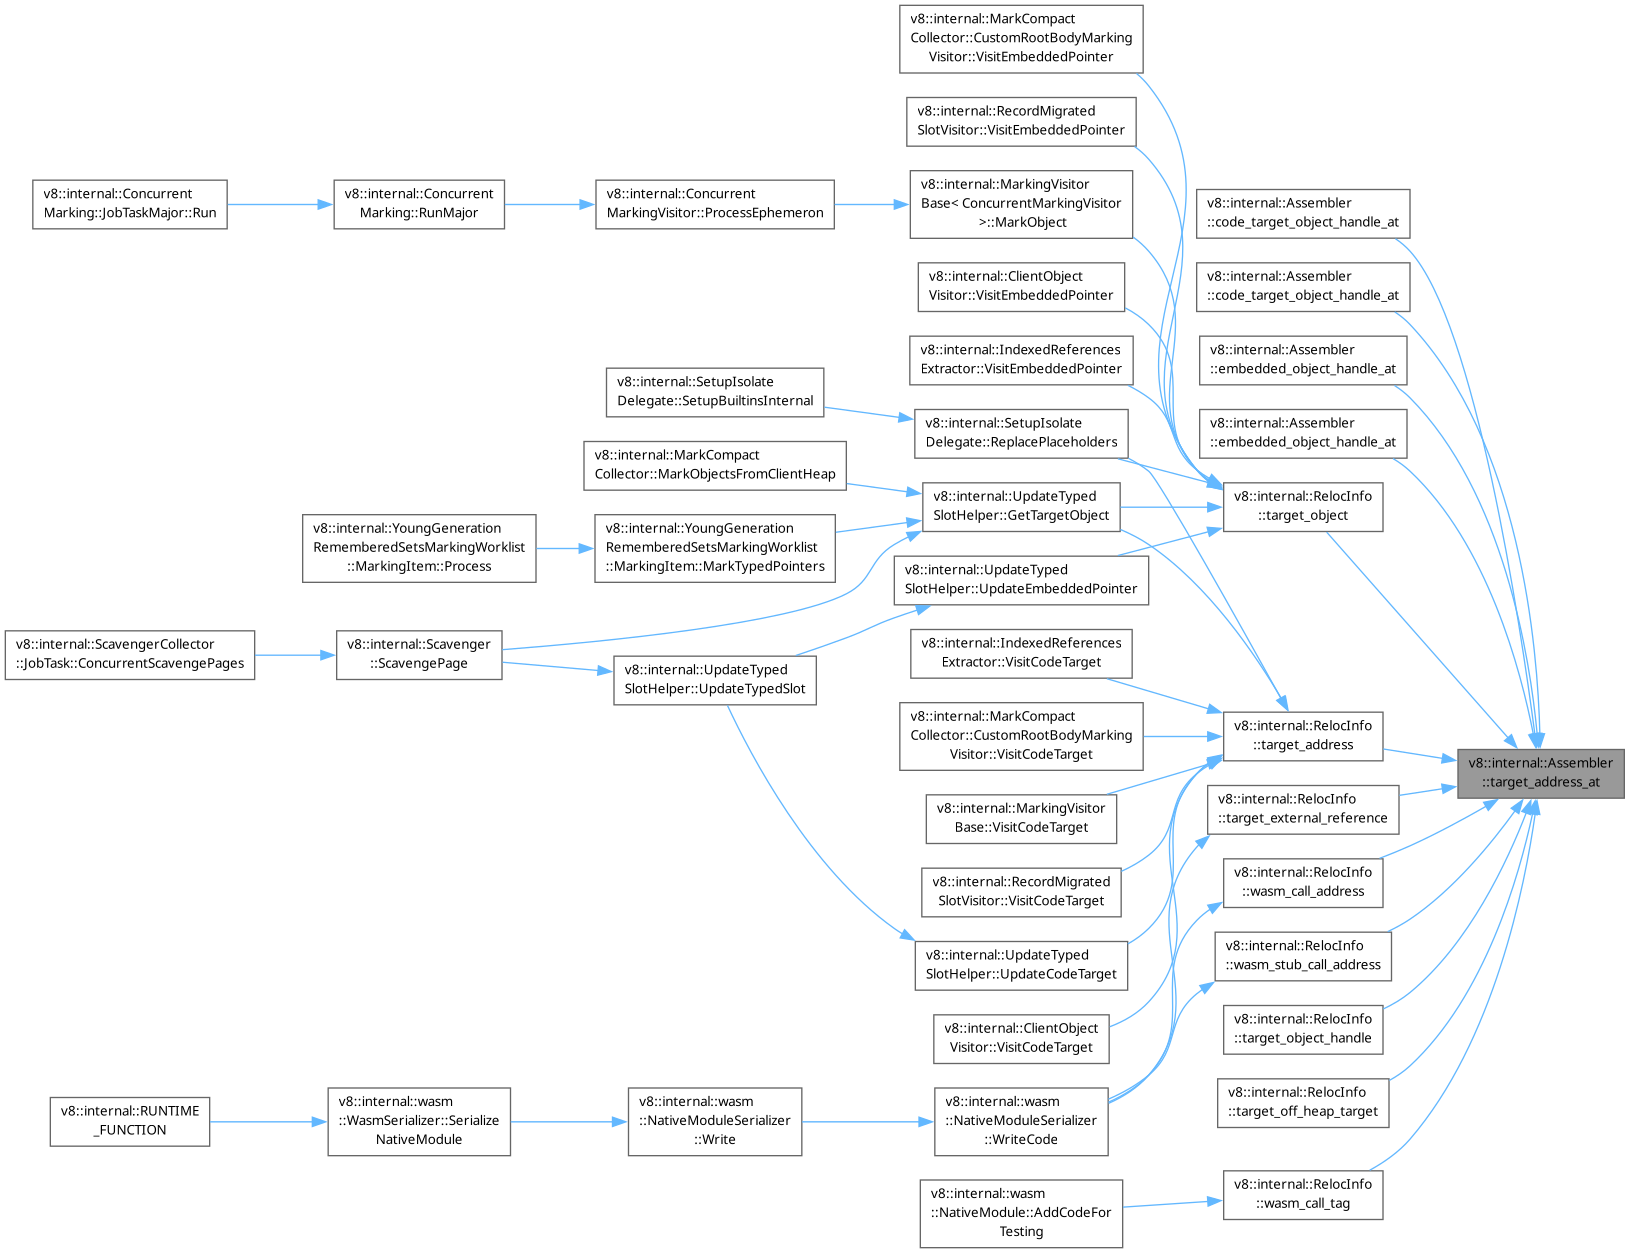 v8::internal::MarkCompact
Collector::CustomRootBodyMarking
Visitor::VisitEmbeddedPointer
v8::internal::RecordMigrated
SlotVisitor::VisitEmbeddedPointer
v8::internal::Concurrent
Marking::JobTaskMajor::Run
v8::internal::Concurrent
Marking::RunMajor
v8::internal::Concurrent
MarkingVisitor::ProcessEphemeron
v8::internal::MarkingVisitor
Base< ConcurrentMarkingVisitor
>::MarkObject
v8::internal::Assembler
::code_target_object_handle_at
v8::internal::ClientObject
Visitor::VisitEmbeddedPointer
v8::internal::Assembler
::code_target_object_handle_at
v8::internal::IndexedReferences
Extractor::VisitEmbeddedPointer
v8::internal::Assembler
::embedded_object_handle_at
v8::internal::SetupIsolate
Delegate::SetupBuiltinsInternal
v8::internal::SetupIsolate
Delegate::ReplacePlaceholders
v8::internal::Assembler
::embedded_object_handle_at
v8::internal::MarkCompact
Collector::MarkObjectsFromClientHeap
v8::internal::UpdateTyped
SlotHelper::GetTargetObject
v8::internal::RelocInfo
::target_object
v8::internal::YoungGeneration
RememberedSetsMarkingWorklist
::MarkingItem::Process
v8::internal::YoungGeneration
RememberedSetsMarkingWorklist
::MarkingItem::MarkTypedPointers
v8::internal::UpdateTyped
SlotHelper::UpdateEmbeddedPointer
v8::internal::ScavengerCollector
::JobTask::ConcurrentScavengePages
v8::internal::Scavenger
::ScavengePage
v8::internal::UpdateTyped
SlotHelper::UpdateTypedSlot
v8::internal::IndexedReferences
Extractor::VisitCodeTarget
v8::internal::MarkCompact
Collector::CustomRootBodyMarking
Visitor::VisitCodeTarget
v8::internal::RelocInfo
::target_address
v8::internal::Assembler
::target_address_at
v8::internal::MarkingVisitor
Base::VisitCodeTarget
v8::internal::RelocInfo
::target_external_reference
v8::internal::RecordMigrated
SlotVisitor::VisitCodeTarget
v8::internal::RelocInfo
::wasm_call_address
v8::internal::UpdateTyped
SlotHelper::UpdateCodeTarget
v8::internal::RelocInfo
::wasm_stub_call_address
v8::internal::ClientObject
Visitor::VisitCodeTarget
v8::internal::RelocInfo
::target_object_handle
v8::internal::RUNTIME
_FUNCTION
v8::internal::wasm
::WasmSerializer::Serialize
NativeModule
v8::internal::wasm
::NativeModuleSerializer
::Write
v8::internal::wasm
::NativeModuleSerializer
::WriteCode
v8::internal::RelocInfo
::target_off_heap_target
v8::internal::wasm
::NativeModule::AddCodeFor
Testing
v8::internal::RelocInfo
::wasm_call_tag